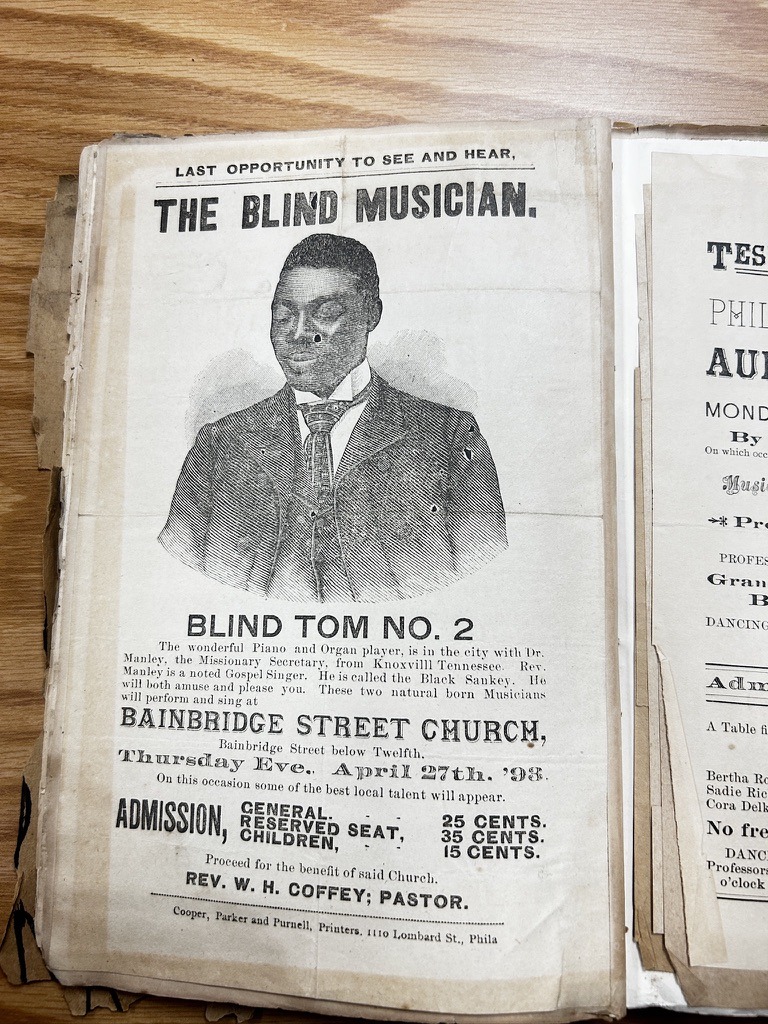 LAST OPPORTUNITY TO SEE AND HEAR,
THE BLIND MUSICIAN.
BLIND TOM NO. 2
The wonderful Piano and Organ player, is in the city with Dr.
Manley, the Missionary Secretary, from Knoxvilll Tennessee. Rev.
Manley is a noted Gospel Singer. He is called the Black Sankey. He
will both amuse and please you. These two natural born Musicians
will perform and sing at
BAINBRIDGE STREET CHURCH,
Bainbridge Street below Twelfth,
Thursday Eve. April 27th. '93.
On this occasion some of the best local talent will appear.
ADMISSION, GENERAL. - - 25 CENTS.
RESERVED SEAT, 35 CENTS.
CHILDREN, - - 15 CENTS.
Proceed for the benefit of said Church.
REV. W. H. COFFEY; PASTOR.
Cooper, Parker and Purnell, Printers. 1110 Lombard St., Phila
TES
PHIL
AU
MOND
By
On which occ
Musi
Pro
PROFES
Gran
B
DANCING
Adm
A Table fi
Bertha Ro
Sadie Ric
Cora Delk
No fre
DANC
Professors
o'clock